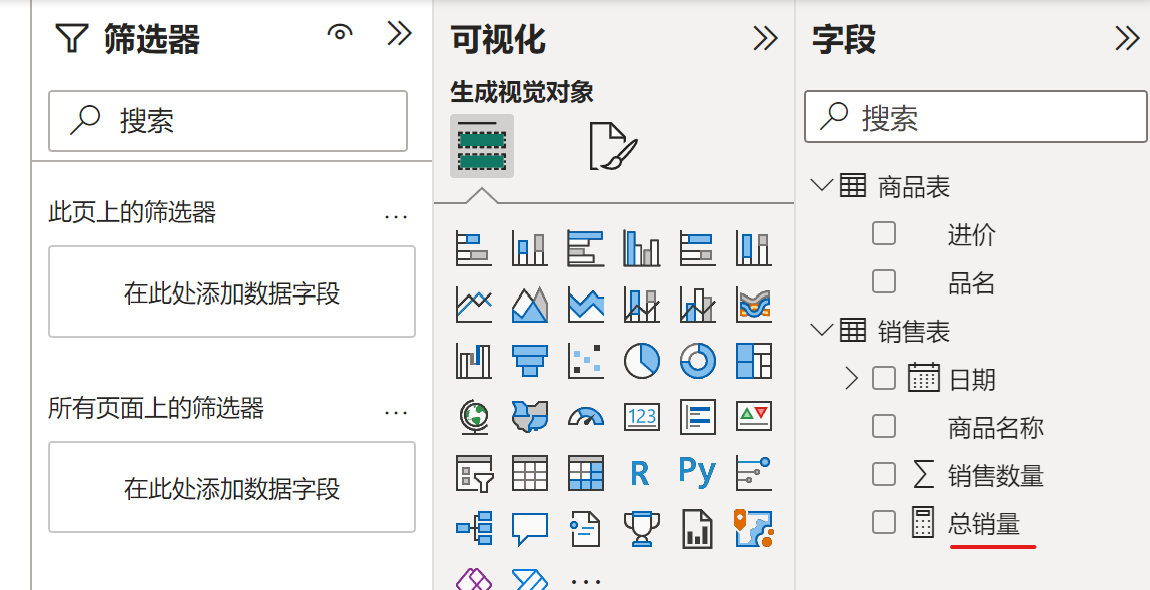 筛选器
搜索
此页上的筛选器
...
在此处添加数据字段
所有页面上的筛选器
...
在此处添加数据字段
可视化
生成视觉对象
123
R
Py
...
字段
搜索
商品表
进价
品名
销售表
日期
商品名称
∑ 销售数量
总销量